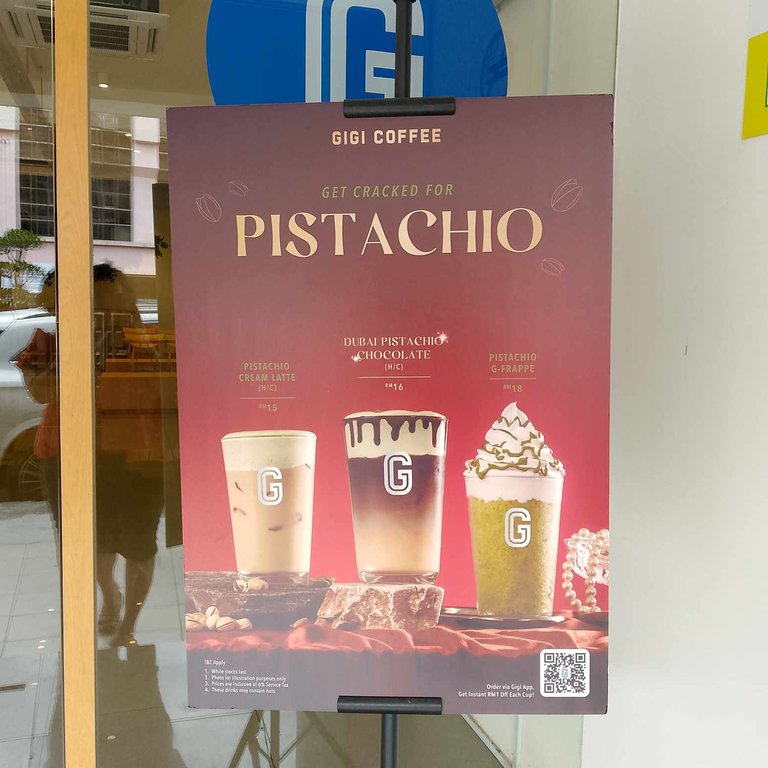 G
GIGI COFFEE
GET CRACKED FOR
PISTACHIO
PISTACHIO
CREAM LATTE
(H/C)
RM15
DUBAI PISTACHIO
CHOCOLATE
(H/C)
RM16
PISTACHIO
G-FRAPPE
RM18
G
G
G
T&C Apply
1. While stocks last
2. Photo for illustration purposes only
3. Prices are inclusive of 6% Service Tax
4. These drinks may contain nuts
Order via Gigi App,
Get Instant RM1 Off Each Cup!
G